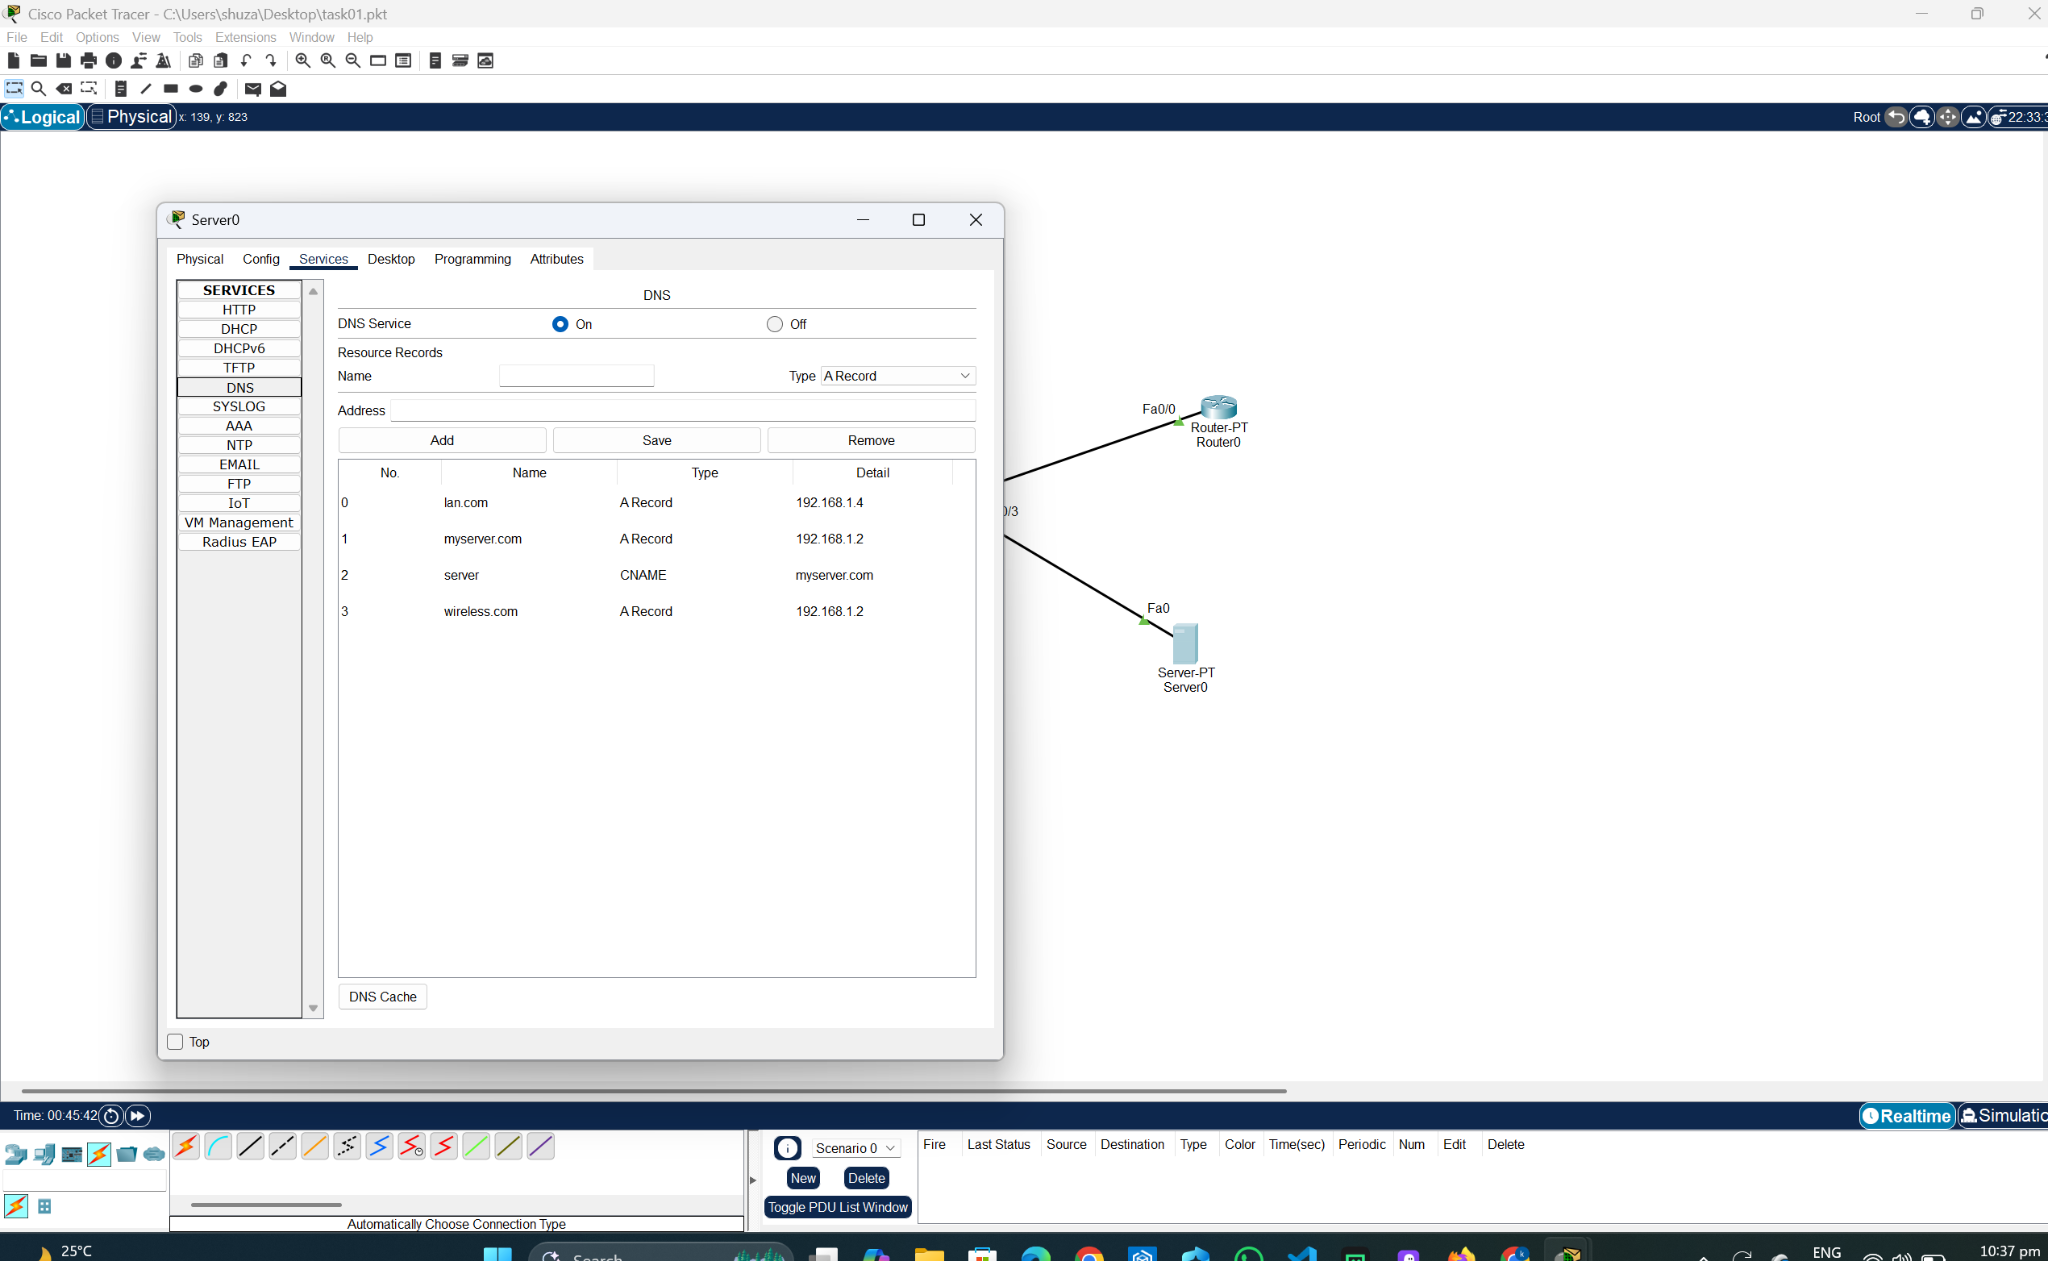 Cisco Packet Tracer - C:\Users\shuza\Desktop\task01.pkt
File Edit Options View Tools Extensions Window Help
Logical Physical x: 139, y: 823 Root 22:33:3
Server0
Physical Config Services Desktop Programming Attributes
SERVICES
HTTP
DHCP
DHCPv6
TFTP
DNS
SYSLOG
AAA
NTP
EMAIL
FTP
IoT
VM Management
Radius EAP
DNS
DNS Service On Off
Resource Records
Name Type A Record
Address
Add Save Remove
No. Name Type Detail
0 lan.com A Record 192.168.1.4
1 myserver.com A Record 192.168.1.2
2 server CNAME myserver.com
3 wireless.com A Record 192.168.1.2
DNS Cache
Top
Fa0/0
Router-PT
Router0
0/3
Fa0
Server-PT
Server0
Time: 00:45:42 Realtime Simulatio
Scenario 0
New Delete
Toggle PDU List Window
Fire Last Status Source Destination Type Color Time(sec) Periodic Num Edit Delete
Automatically Choose Connection Type
25°C Search ENG 10:37 pm